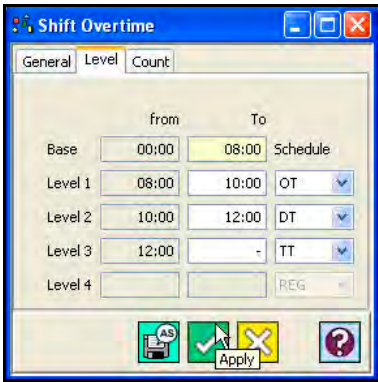 Shift Overtime
General Level Count
from To
Base 00:00 08:00 Schedule
Level 1 08:00 10:00 OT
Level 2 10:00 12:00 DT
Level 3 12:00 - TT
Level 4 REG
AS
?
Apply